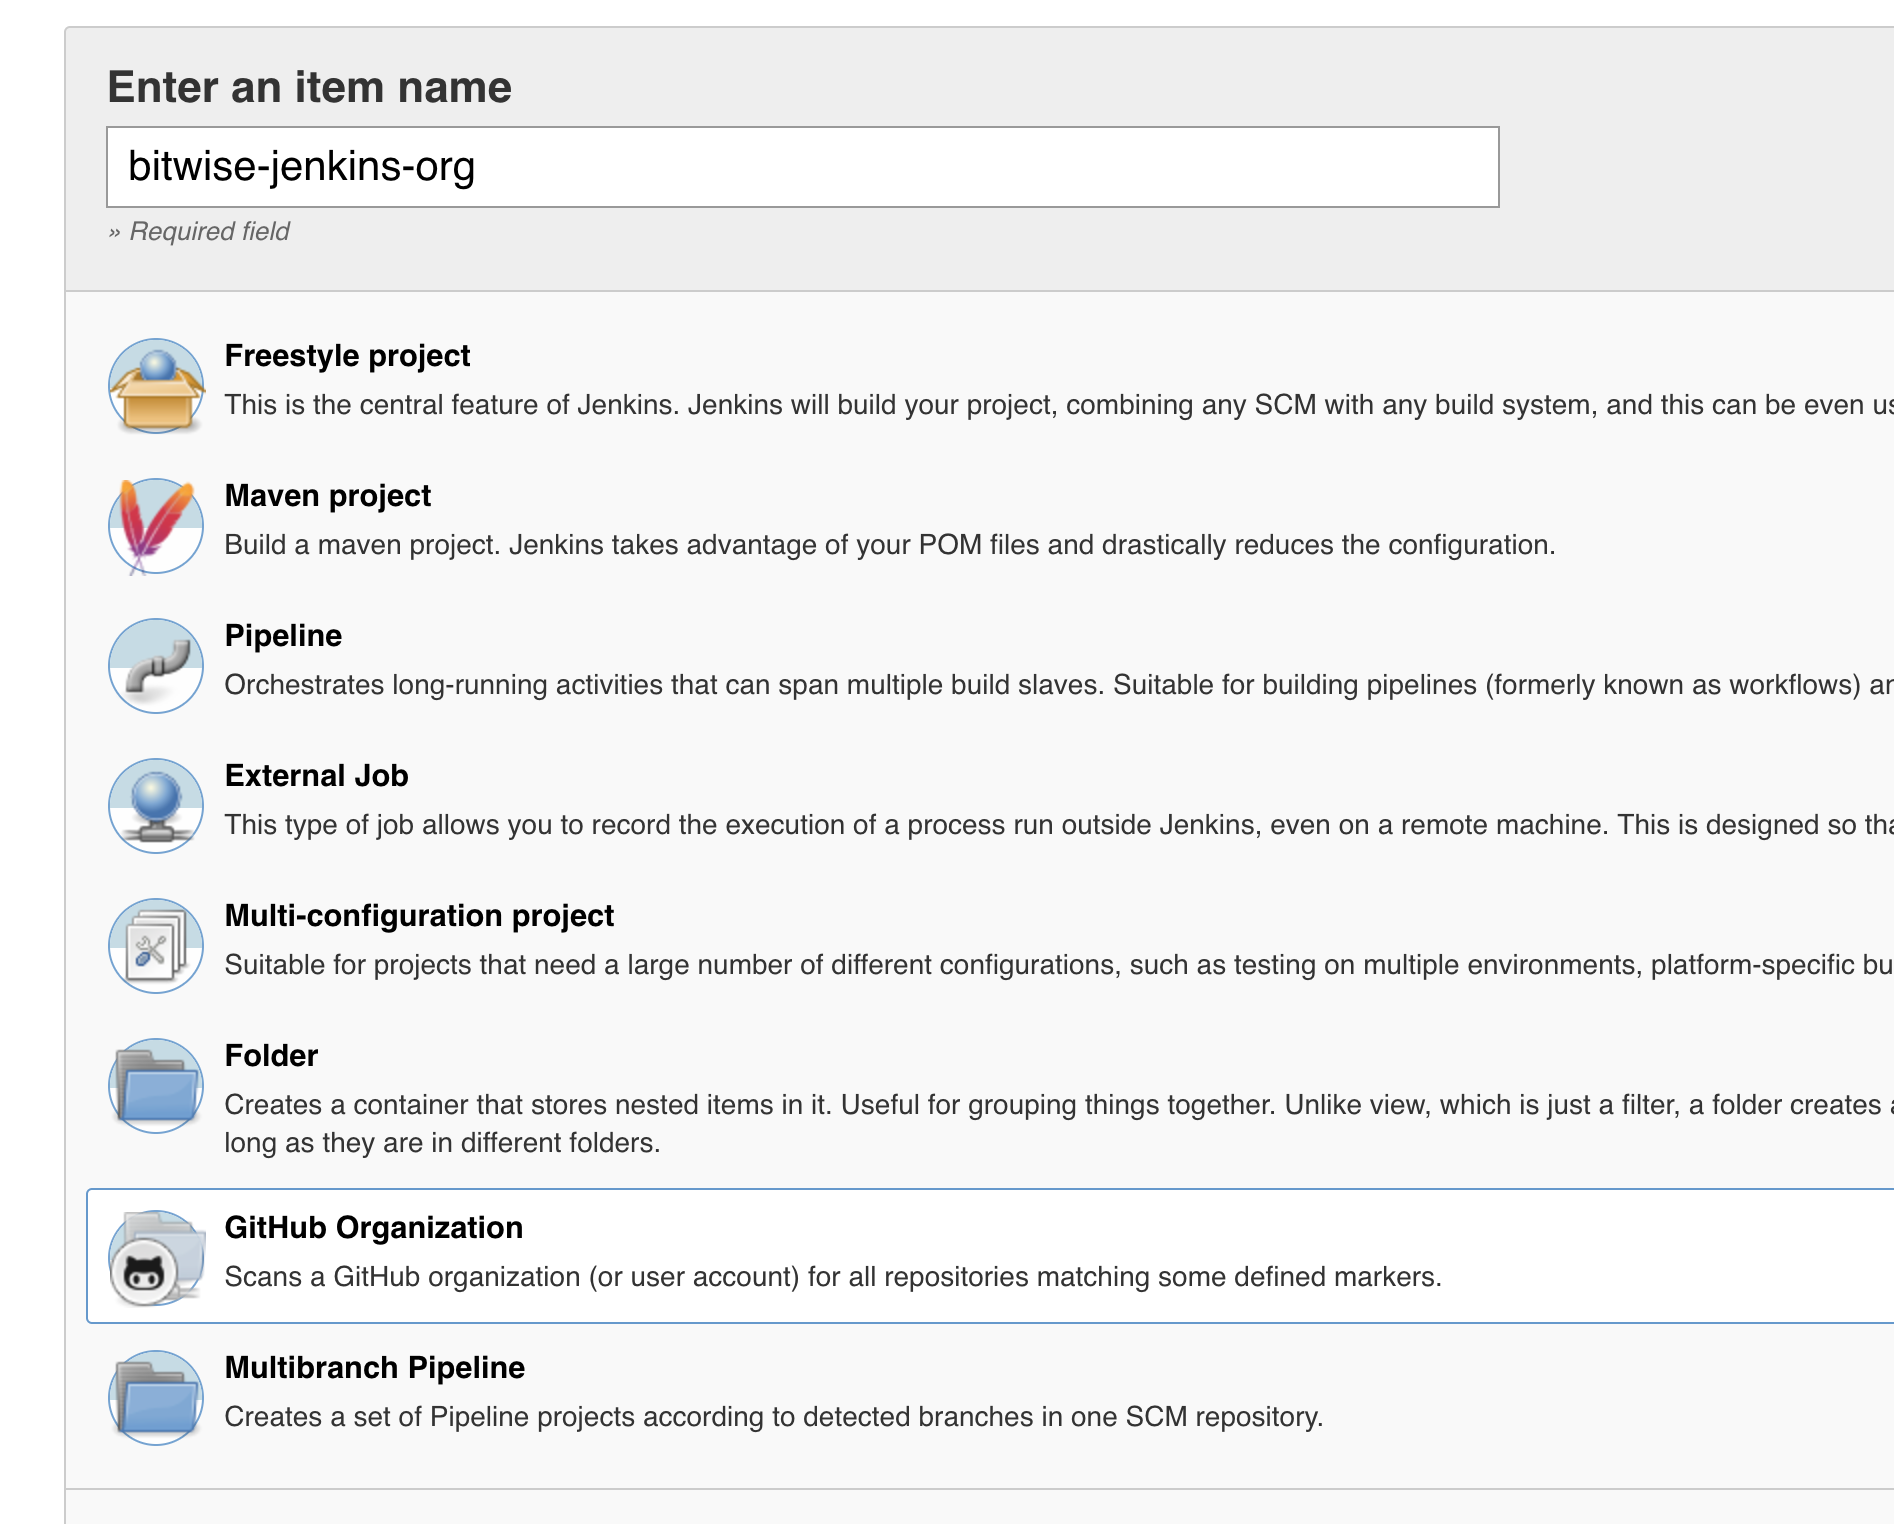 Enter an item name
bitwise-jenkins-org
» Required field
Freestyle project
This is the central feature of Jenkins. Jenkins will build your project, combining any SCM with any build system, and this can be even
Maven project
Build a maven project. Jenkins takes advantage of your POM files and drastically reduces the configuration.
Pipeline
Orchestrates long-running activities that can span multiple build slaves. Suitable for building pipelines (formerly known as workflows)
External Job
This type of job allows you to record the execution of a process run outside Jenkins, even on a remote machine. This is designed so
Multi-configuration project
Suitable for projects that need a large number of different configurations, such as testing on multiple environments, platform-specific
Folder
Creates a container that stores nested items in it. Useful for grouping things together. Unlike view, which is just a filter, a folder creates
long as they are in different folders.
GitHub Organization
Scans a GitHub organization (or user account) for all repositories matching some defined markers.
Multibranch Pipeline
Creates a set of Pipeline projects according to detected branches in one SCM repository.